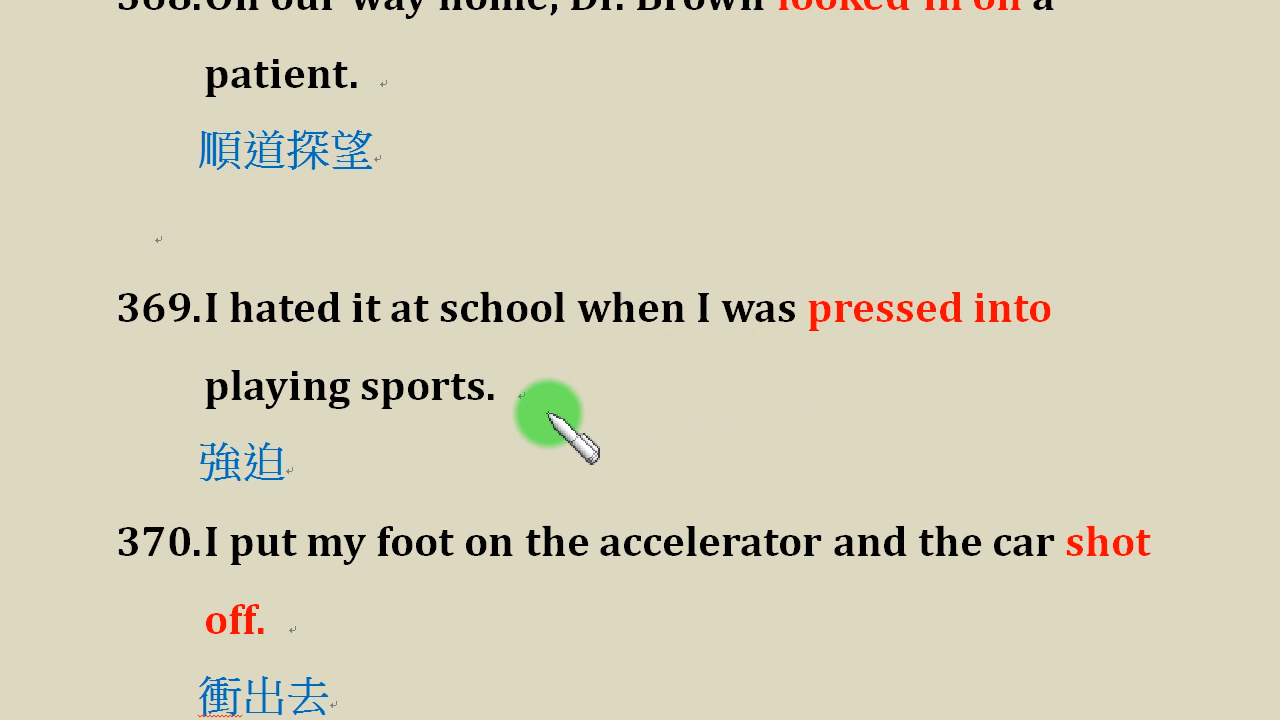 368.On our way home, Dr. Brown looked in on a
patient.
順道探望
369.I hated it at school when I was pressed into
playing sports.
強迫
370.I put my foot on the accelerator and the car shot
off.
衝出去